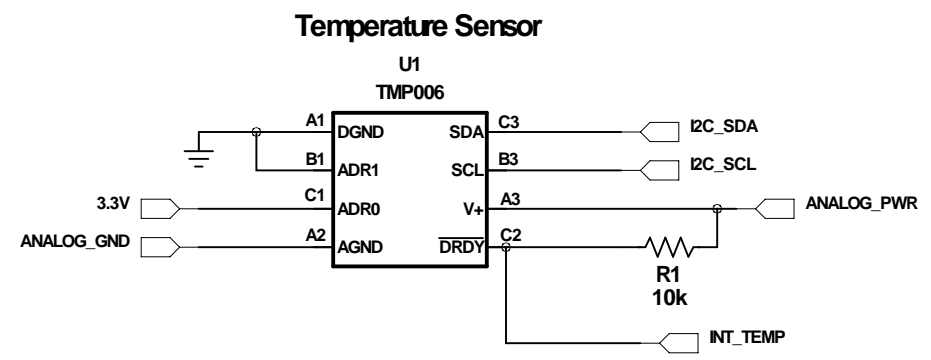 Temperature Sensor
U1
TMP006
A1 DGND SDA C3 I2C_SDA
B1 ADR1 SCL B3 I2C_SCL
3.3V C1 ADR0 V+ A3 ANALOG_PWR
ANALOG_GND A2 AGND DRDY C2
R1
10k
INT_TEMP